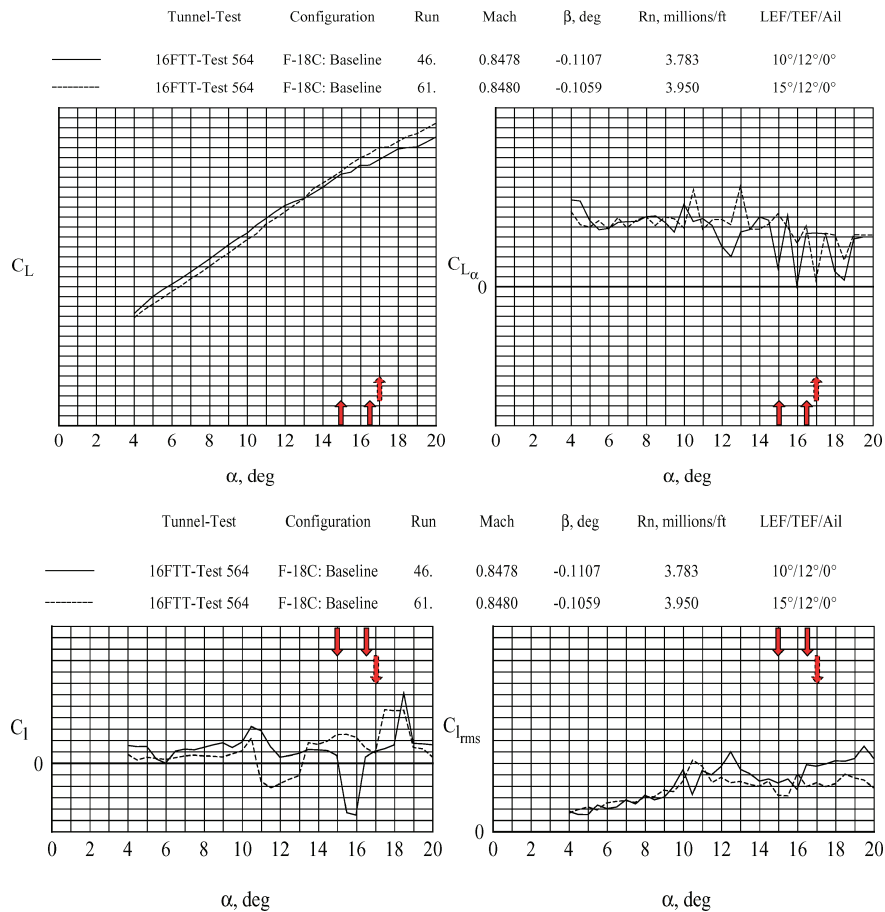 Tunnel-Test Configuration Run Mach β, deg Rn, millions/ft LEF/TEF/Ail
16FTT-Test 564 F-18C: Baseline 46. 0.8478 -0.1107 3.783 10°/12°/0°
16FTT-Test 564 F-18C: Baseline 61. 0.8480 -0.1059 3.950 15°/12°/0°
CL
0 2 4 6 8 10 12 14 16 18 20
α, deg
CLα
0
0 2 4 6 8 10 12 14 16 18 20
α, deg
Tunnel-Test Configuration Run Mach β, deg Rn, millions/ft LEF/TEF/Ail
16FTT-Test 564 F-18C: Baseline 46. 0.8478 -0.1107 3.783 10°/12°/0°
16FTT-Test 564 F-18C: Baseline 61. 0.8480 -0.1059 3.950 15°/12°/0°
Cl
0
0 2 4 6 8 10 12 14 16 18 20
α, deg
Clrms
0
0 2 4 6 8 10 12 14 16 18 20
α, deg